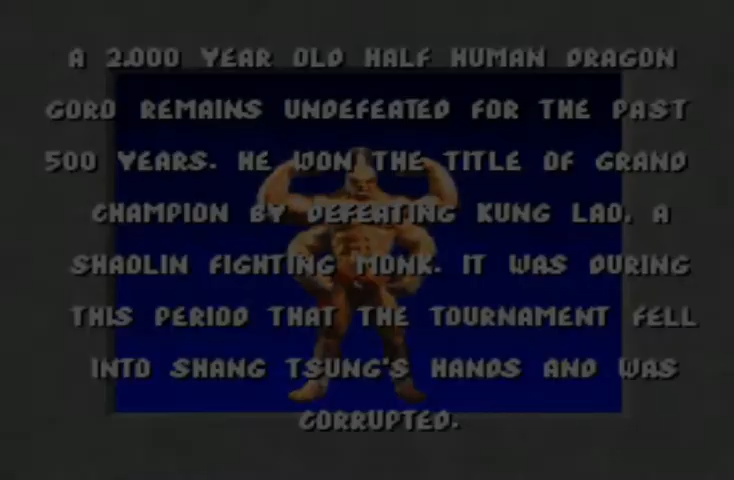 A 2,000 YEAR OLD HALF HUMAN DRAGON
GORO REMAINS UNDEFEATED FOR THE PAST
500 YEARS. HE WON THE TITLE OF GRAND
CHAMPION BY DEFEATING KUNG LAO, A
SHAOLIN FIGHTING MONK. IT WAS DURING
THIS PERIOD THAT THE TOURNAMENT FELL
INTO SHANG TSUNG'S HANDS AND WAS
CORRUPTED.